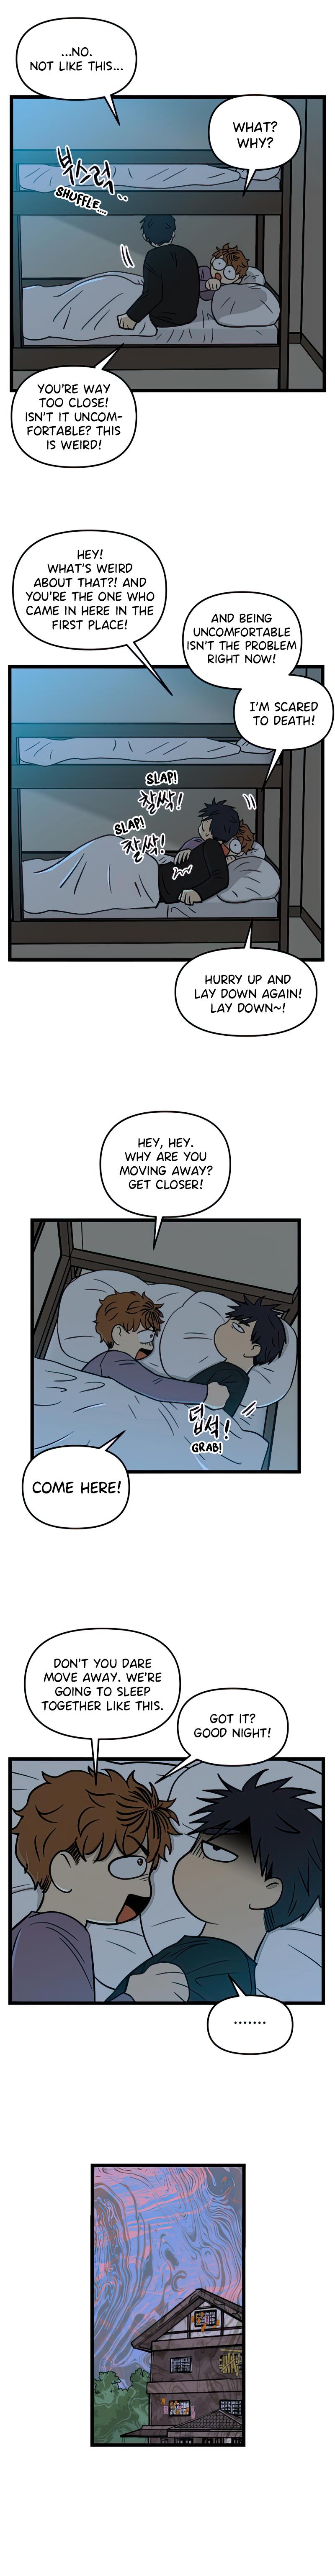 ...NO.
NOT LIKE THIS...
WHAT?
WHY?
부스럭...
SHUFFLE...
YOU'RE WAY
TOO CLOSE!
ISN'T IT UNCOM-
FORTABLE? THIS
IS WEIRD!
HEY!
WHAT'S WEIRD
ABOUT THAT?! AND
YOU'RE THE ONE WHO
CAME IN HERE IN THE
FIRST PLACE!
AND BEING
UNCOMFORTABLE
ISN'T THE PROBLEM
RIGHT NOW!
I'M SCARED
TO DEATH!
SLAP!
찰싹!
SLAP!
찰싹!
HURRY UP AND
LAY DOWN AGAIN!
LAY DOWN~!
HEY, HEY.
WHY ARE YOU
MOVING AWAY?
GET CLOSER!
덥석!
GRAB!
COME HERE!
DON'T YOU DARE
MOVE AWAY. WE'RE
GOING TO SLEEP
TOGETHER LIKE THIS.
GOT IT?
GOOD NIGHT!
.......